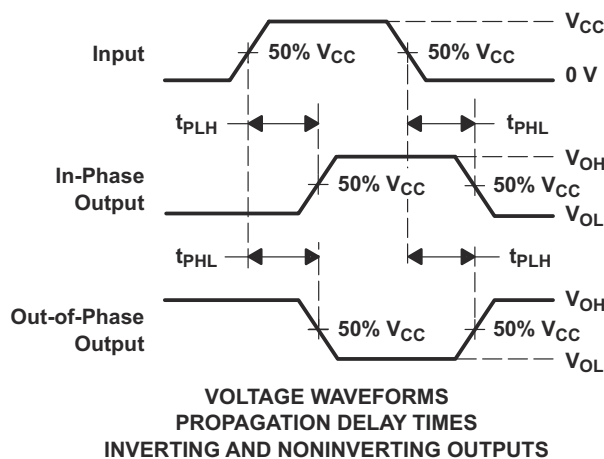 V_CC
Input
50% V_CC
50% V_CC
0 V
t_PLH
t_PHL
In-Phase
Output
50% V_CC
V_OH
50% V_CC
V_OL
t_PHL
t_PLH
Out-of-Phase
Output
50% V_CC
V_OH
50% V_CC
V_OL
VOLTAGE WAVEFORMS
PROPAGATION DELAY TIMES
INVERTING AND NONINVERTING OUTPUTS